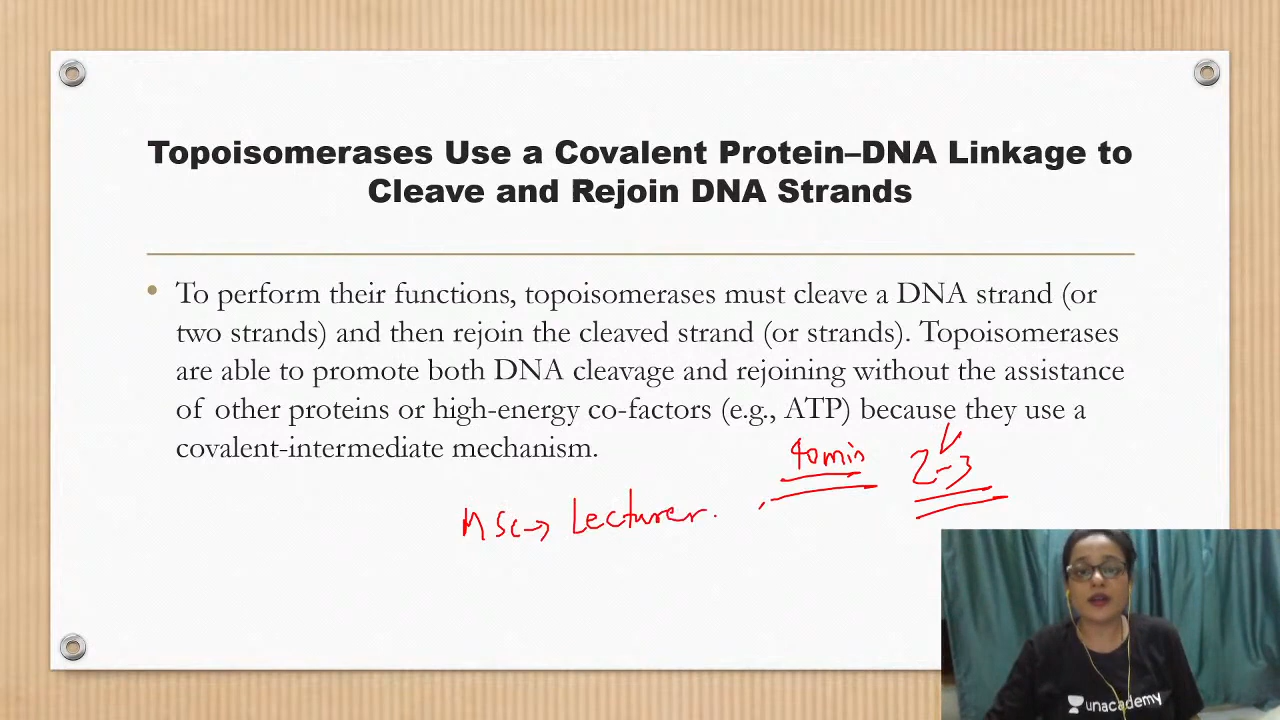 Topoisomerases Use a Covalent Protein–DNA Linkage to
Cleave and Rejoin DNA Strands
• To perform their functions, topoisomerases must cleave a DNA strand (or
two strands) and then rejoin the cleaved strand (or strands). Topoisomerases
are able to promote both DNA cleavage and rejoining without the assistance
of other proteins or high-energy co-factors (e.g., ATP) because they use a
covalent-intermediate mechanism.
40min 2-3
MSc → Lecturer.
unacademy